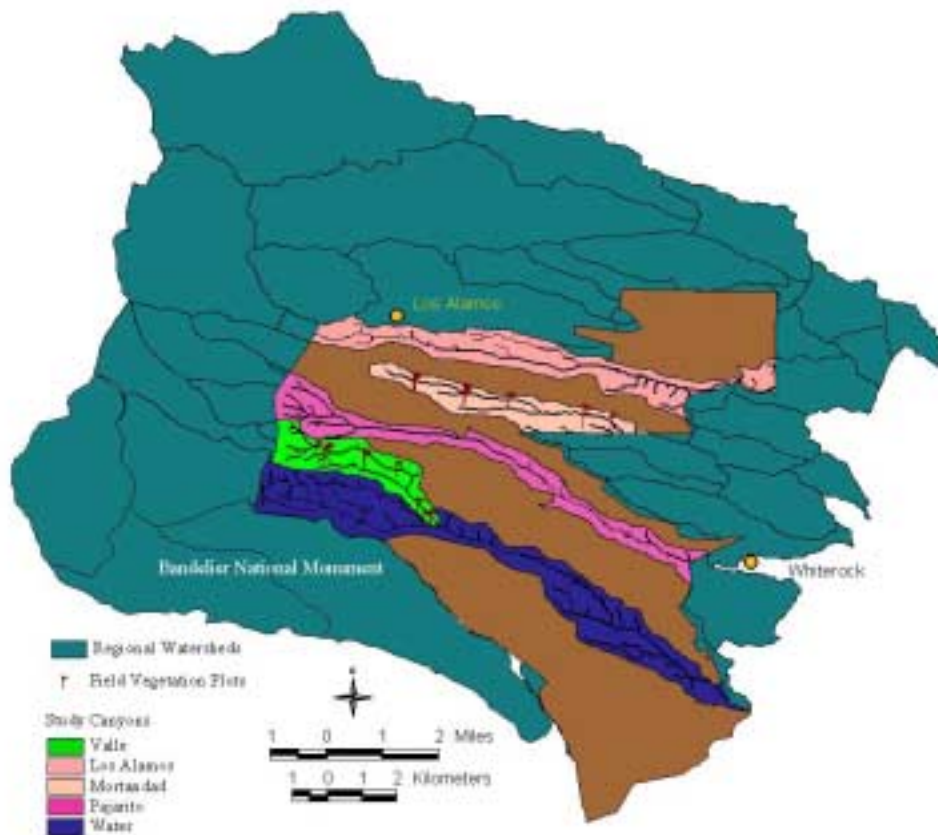 Los Alamos
Bandelier National Monument
Whiterock
Regional Watersheds
Field Vegetation Plots
Study Canyons
Valle
Los Alamos
Mortandad
Pajarito
Water
1 0 1 2 Miles
1 0 1 2 Kilometers